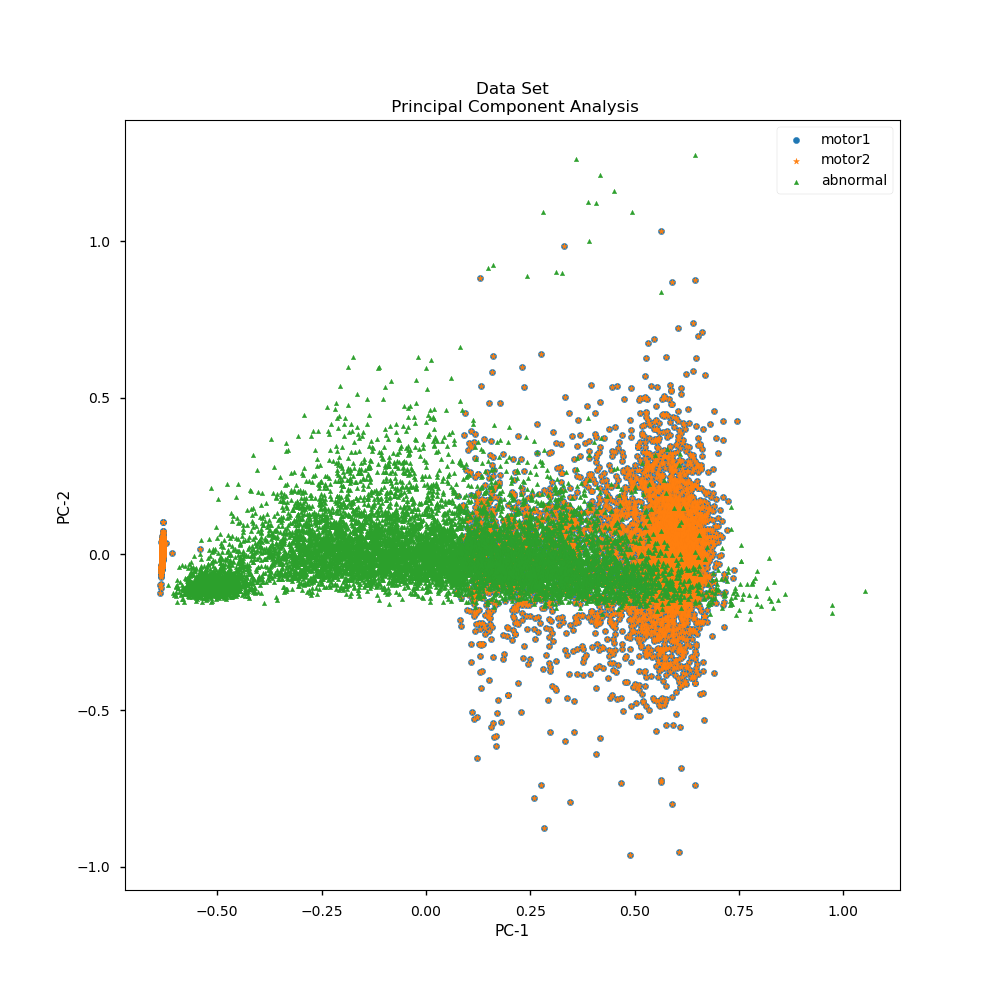 Data Set
Principal Component Analysis
motor1
motor2
abnormal
1.0
0.5
0.0
−0.5
−1.0
PC-2
−0.50
−0.25
0.00
0.25
0.50
0.75
1.00
PC-1